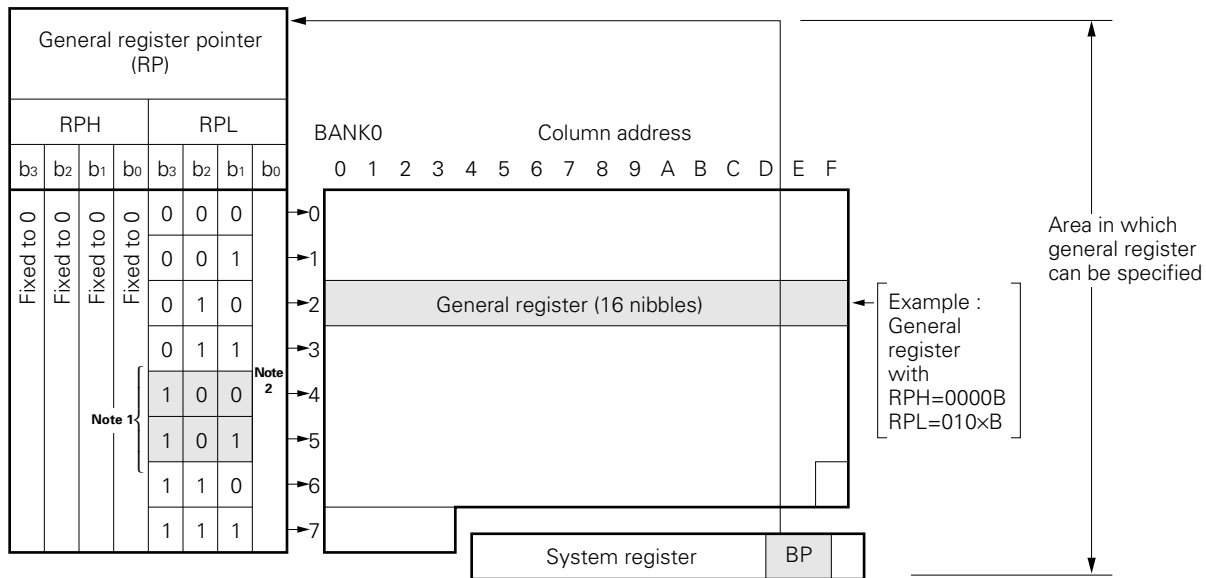 General register pointer
(RP)
RPH RPL
b3 b2 b1 b0 b3 b2 b1 b0
BANK0 Column address
0 1 2 3 4 5 6 7 8 9 A B C D E F
Fixed to 0 Fixed to 0 Fixed to 0 Fixed to 0
0 0 0 0
0 0 1 1
0 1 0 2
0 1 1 3
1 0 0 4
1 0 1 5
1 1 0 6
1 1 1 7
Note 1
Note
2
General register (16 nibbles)
Example :
General
register
with
RPH=0000B
RPL=010×B
Area in which
general register
can be specified
System register BP